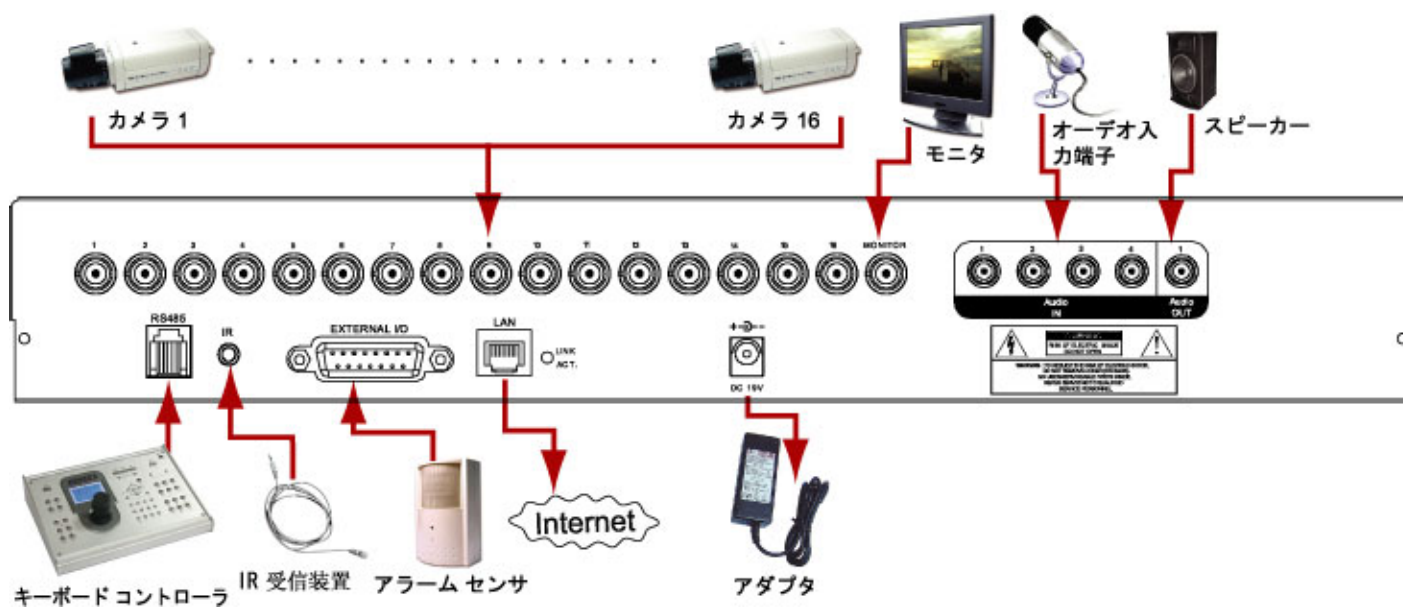 カメラ 1
カメラ 16
モニタ
オーデオ入
力端子
スピーカー
1 2 3 4 5 6 7 8 9 10 11 12 13 14 15 16 MONITOR
1 2 3 4 1
Audio
IN
Audio
OUT
RS485
IR
EXTERNAL I/O
LAN
LINK
ACT.
DC 19V
キーボード コントローラ
IR 受信装置
アラーム センサ
Internet
アダプタ